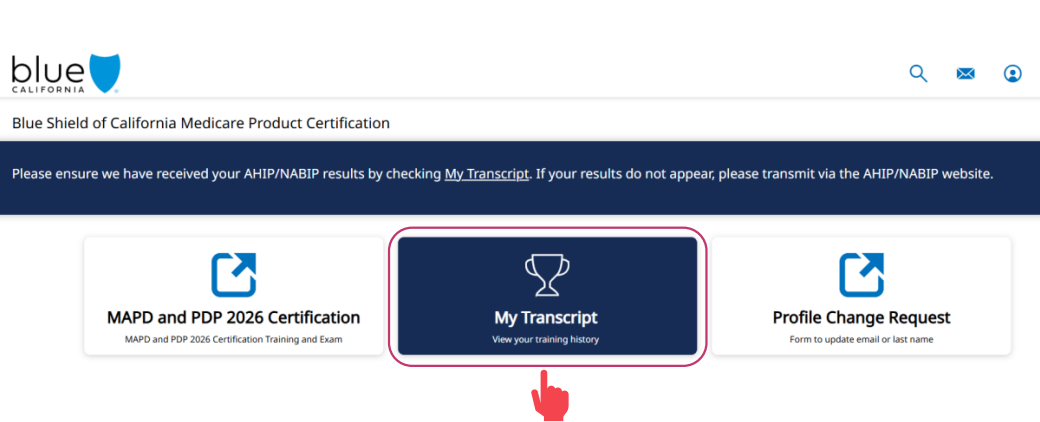 blue
CALIFORNIA
Blue Shield of California Medicare Product Certification
Please ensure we have received your AHIP/NABIP results by checking My Transcript. If your results do not appear, please transmit via the AHIP/NABIP website.
MAPD and PDP 2026 Certification
MAPD and PDP 2026 Certification Training and Exam
My Transcript
View your training history
Profile Change Request
Form to update email or last name